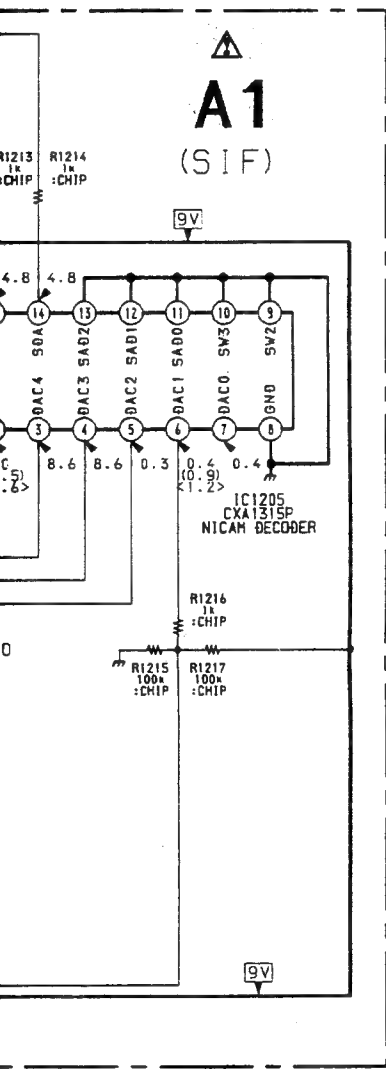 A1
(SIF)
R1213 R1214
1k 1k
:CHIP :CHIP
9V
4.8 4.8
14 13 12 11 10 9
SDA SAD2 SAD1 SAD0 SW3 SW2
DAC4 DAC3 DAC2 DAC1 DAC0 GND
3 4 5 6 7 8
8.6 8.6 0.3 0.4 0.4
(0.9)
<1.2>
IC1205
CXA1315P
NICAM DECODER
R1216
1k
:CHIP
R1215 R1217
100k 100k
:CHIP :CHIP
9V